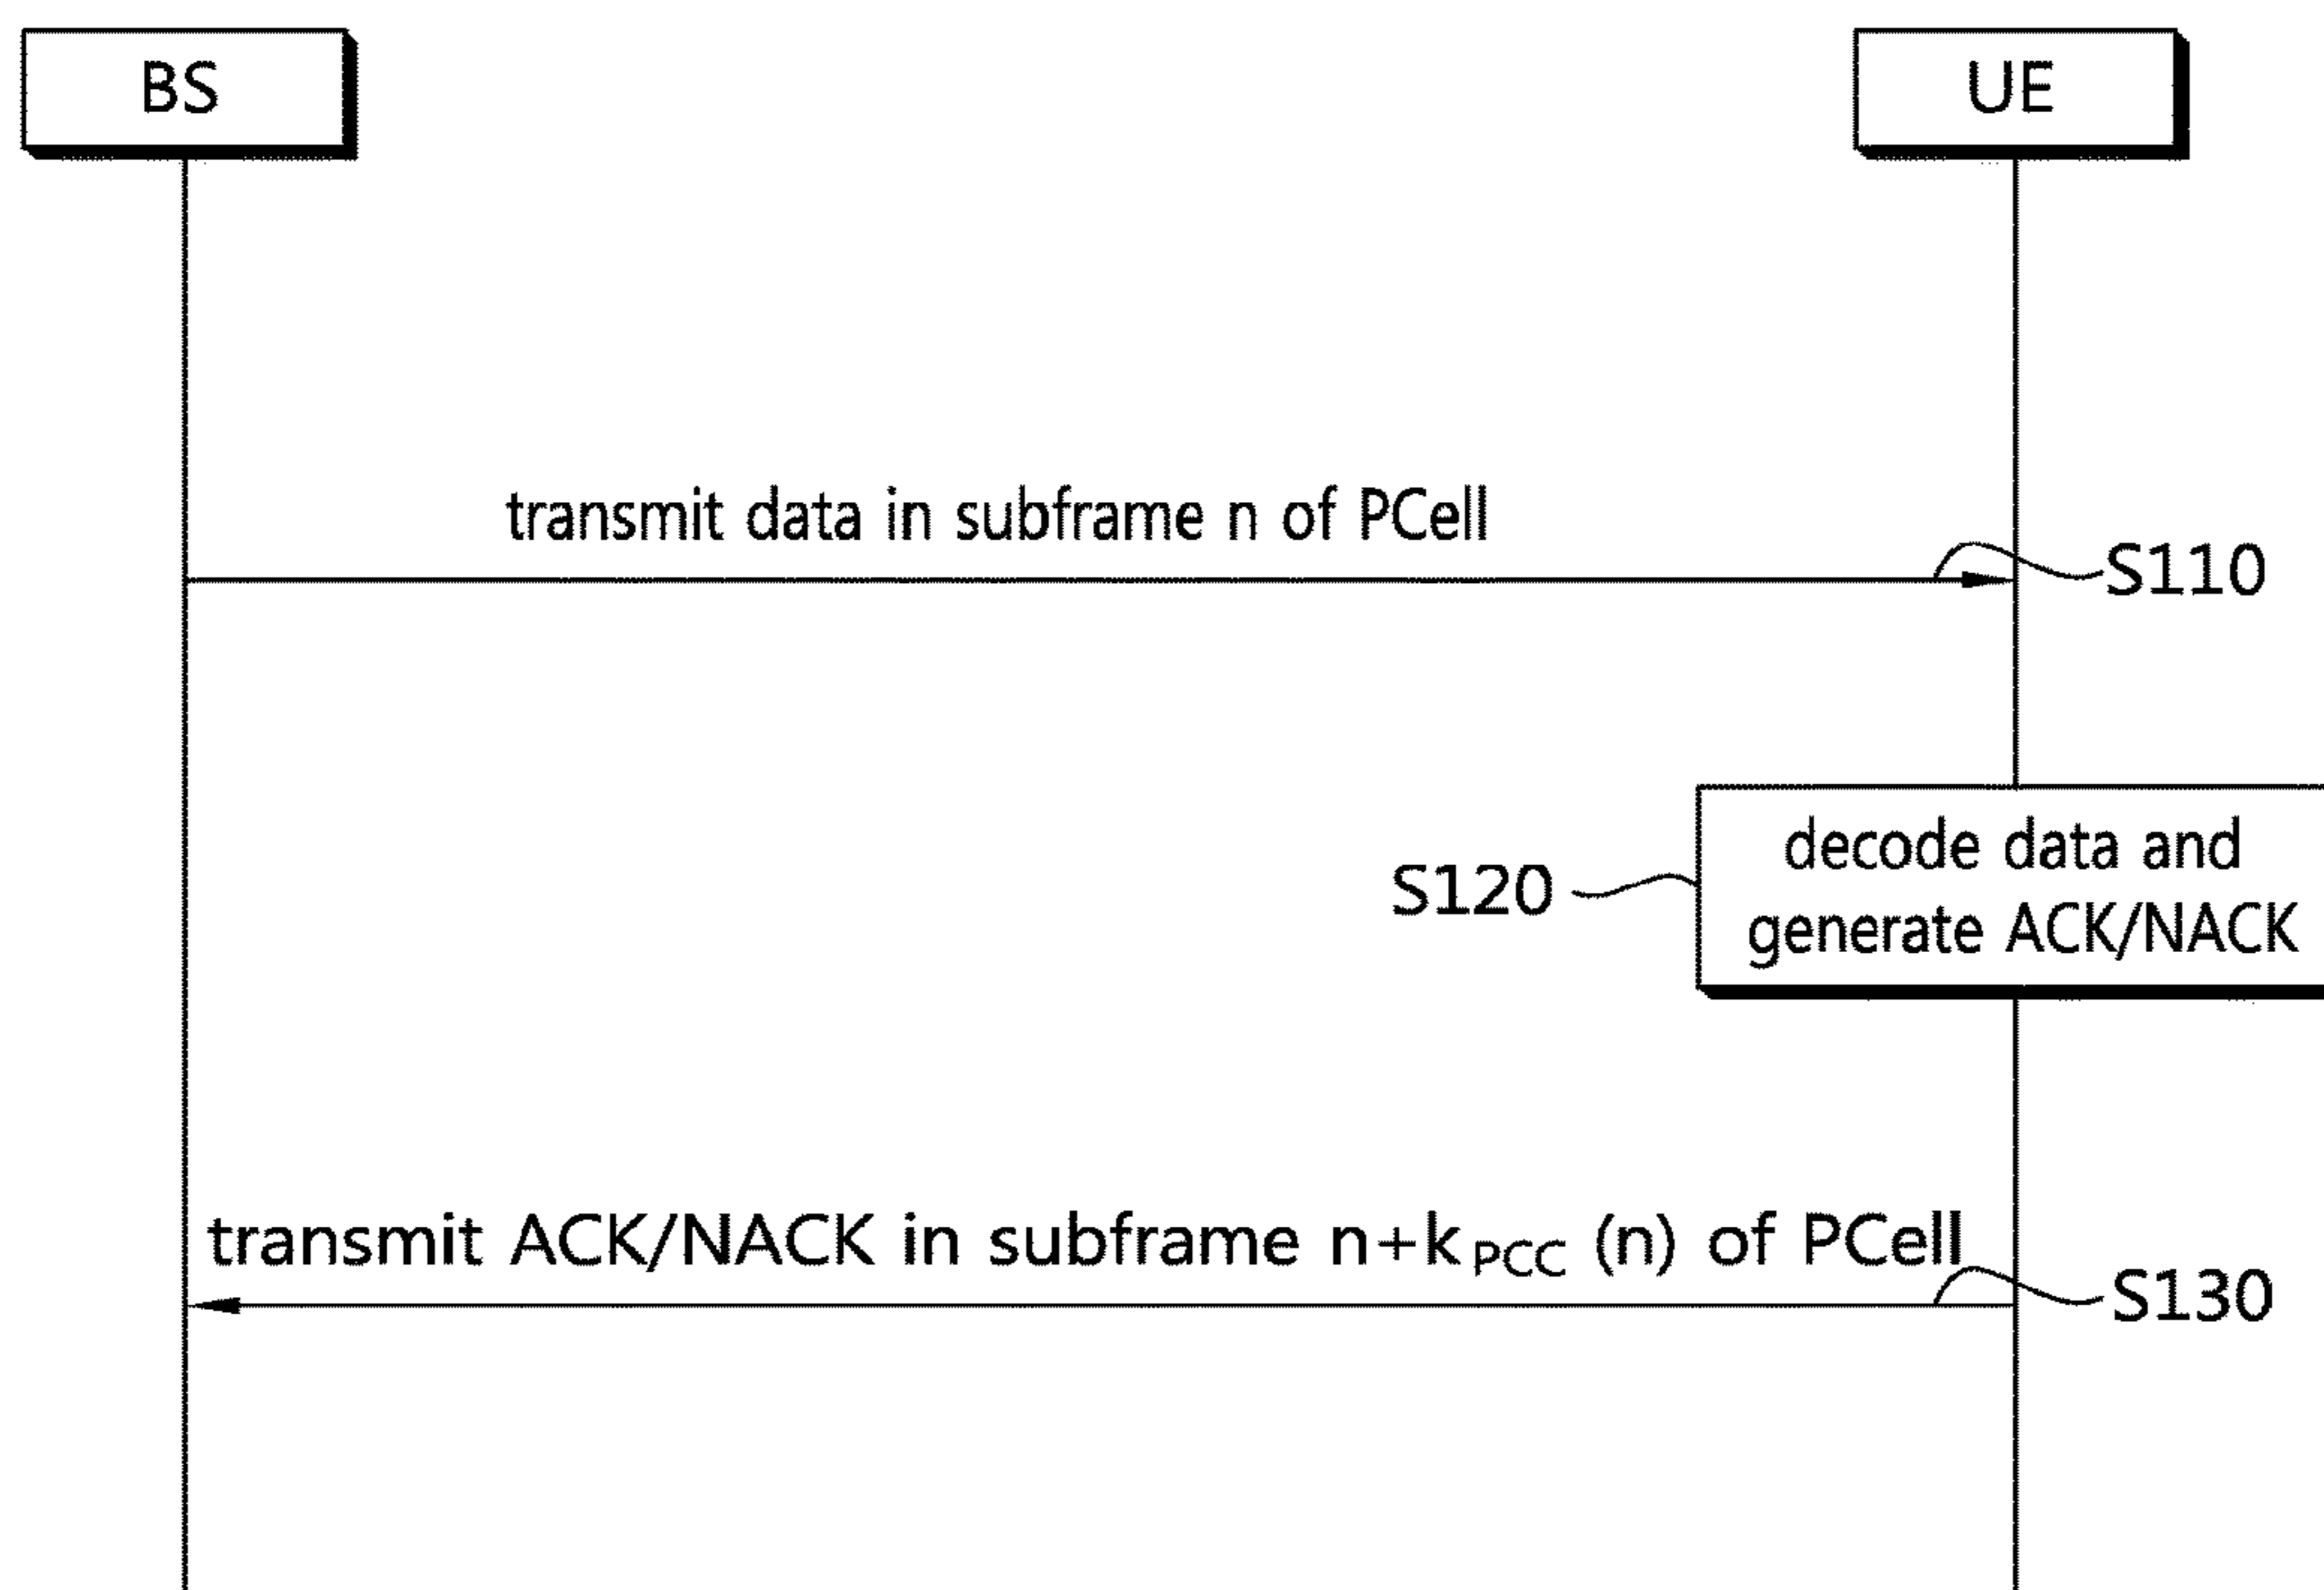 BS
UE
transmit data in subframe n of PCell
S110
decode data and
S120
generate ACK/NACK
transmit ACK/NACK in subframe n+k PCC (n) of PCell
S130